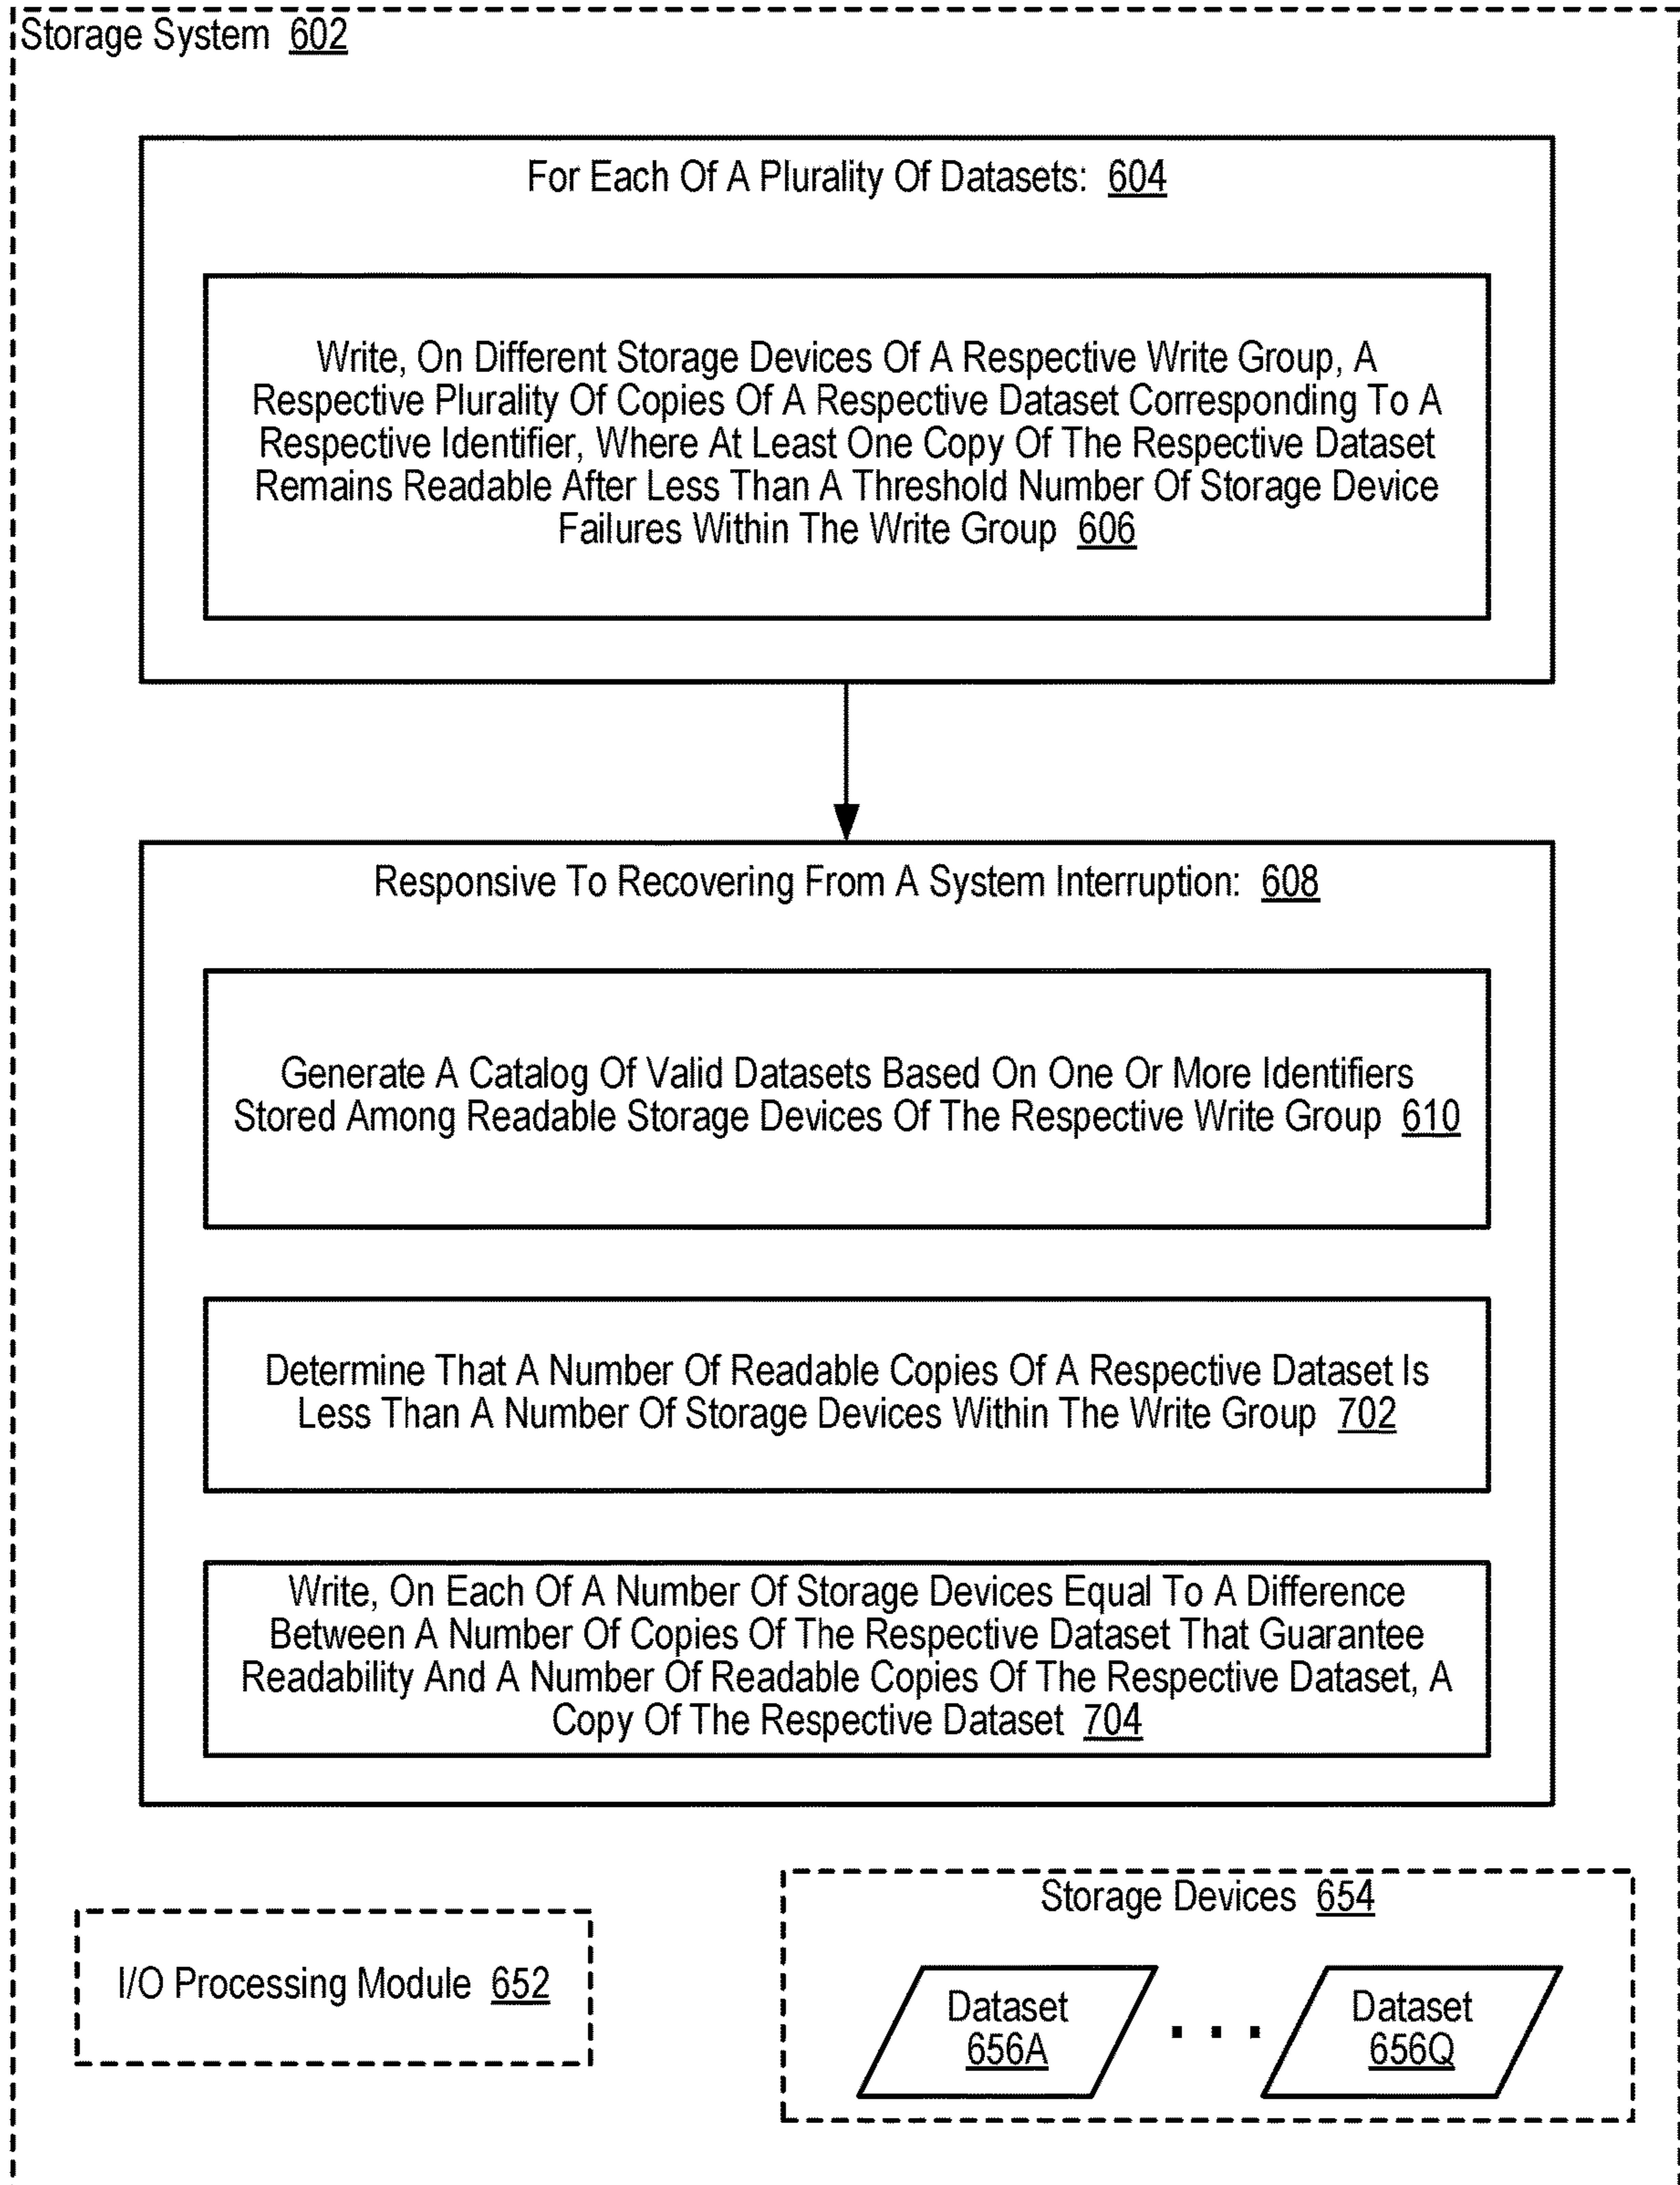 Storage System 602
For Each Of A Plurality Of Datasets: 604
Write, On Different Storage Devices Of A Respective Write Group, A
Respective Plurality Of Copies Of A Respective Dataset Corresponding To A
Respective Identifier, Where At Least One Copy Of The Respective Dataset
Remains Readable After Less Than A Threshold Number Of Storage Device
Failures Within The Write Group 606
Responsive To Recovering From A System Interruption: 608
Generate A Catalog Of Valid Datasets Based On One Or More Identifiers
Stored Among Readable Storage Devices Of The Respective Write Group 610
Determine That A Number Of Readable Copies Of A Respective Dataset Is
Less Than A Number Of Storage Devices Within The Write Group 702
Write, On Each Of A Number Of Storage Devices Equal To A Difference
Between A Number Of Copies Of The Respective Dataset That Guarantee
Readability And A Number Of Readable Copies Of The Respective Dataset, A
Copy Of The Respective Dataset 704
Storage Devices 654
I/O Processing Module 652
Dataset
656A
. . .
Dataset
656Q